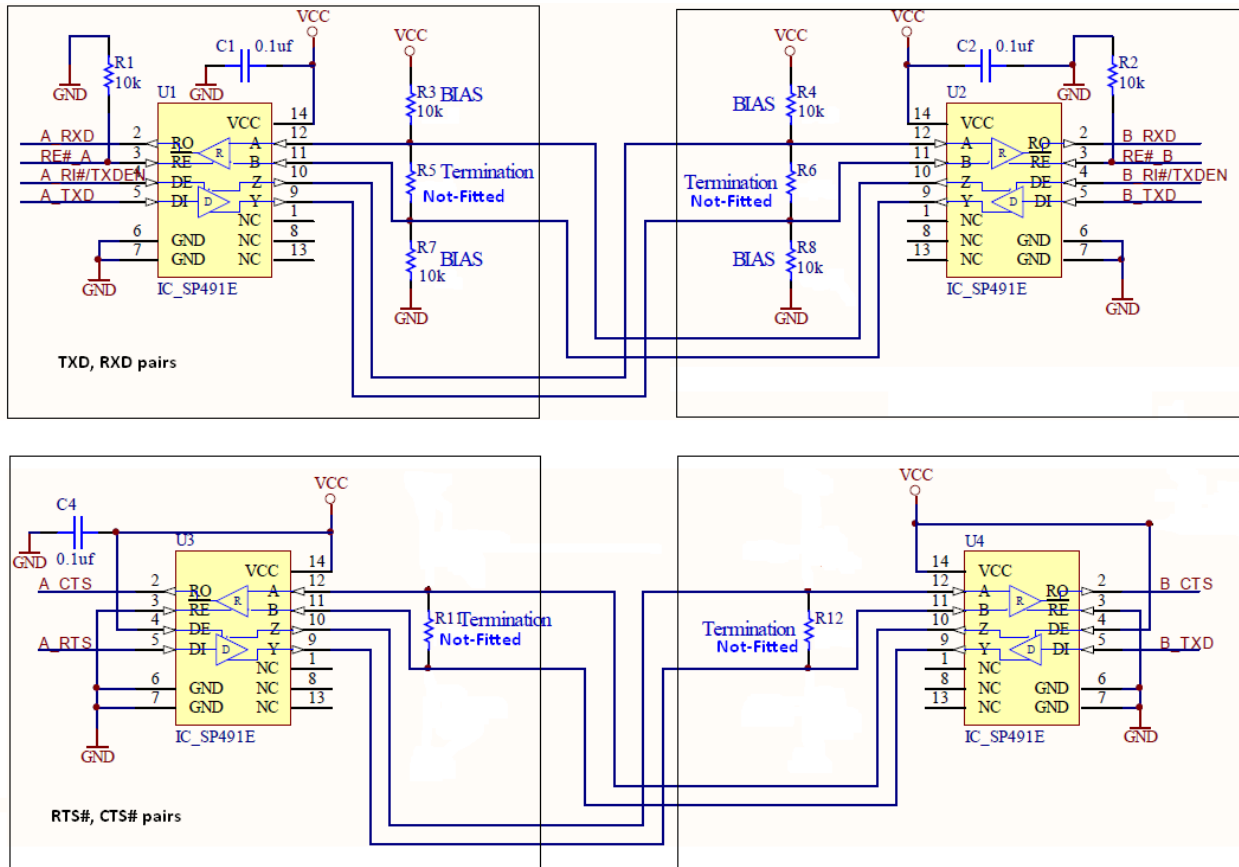 VCC
VCC
VCC
VCC
C1 0.1uf
C2 0.1uf
R1
10k
GND
GND
U1
R3
10k
BIAS
BIAS
R4
10k
U2
GND
R2
10k
14
VCC
A_RXD 2 RO A 12
RE#_A 3 RE B 11
A_RI#/TXDEN 4 DE Z 10
A_TXD 5 DI Y 9
R
D
NC 1
6 GND NC 8
7 GND NC 13
GND
IC_SP491E
R5 Termination
Not-Fitted
R7
10k
BIAS
GND
Termination
Not-Fitted
R6
BIAS
R8
10k
GND
14
VCC
12 A RO 2 B_RXD
11 B RE 3 RE#_B
10 Z DE 4 B_RI#/TXDEN
9 Y DI 5 B_TXD
R
D
1 NC
8 NC GND 6
13 NC GND 7
GND
IC_SP491E
TXD, RXD pairs
VCC
VCC
C4
GND
0.1uf
U3
14
VCC
A_CTS 2 RO A 12
3 RE B 11
4 DE Z 10
A_RTS 5 DI Y 9
R
D
NC 1
6 GND NC 8
7 GND NC 13
GND
IC_SP491E
R11 Termination
Not-Fitted
Termination
Not-Fitted
R12
U4
14
VCC
12 A RO 2 B_CTS
11 B RE 3
10 Z DE 4
9 Y DI 5 B_TXD
R
D
1 NC
8 NC GND 6
13 NC GND 7
GND
IC_SP491E
RTS#, CTS# pairs